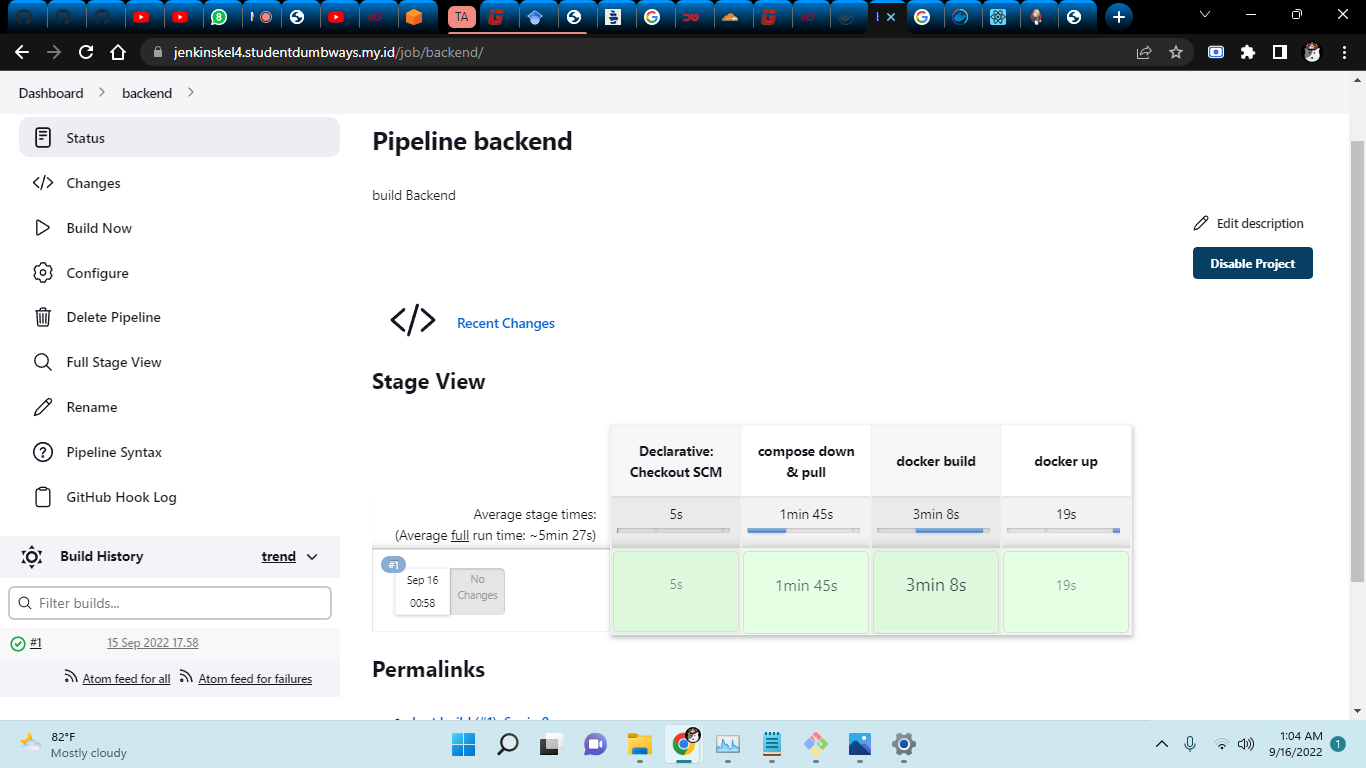 TA
jenkinskel4.studentdumbways.my.id/job/backend/
Dashboard
backend
Status
Changes
Build Now
Configure
Delete Pipeline
Full Stage View
Rename
Pipeline Syntax
GitHub Hook Log
Build History
trend
Filter builds...
#1 15 Sep 2022 17.58
Atom feed for all Atom feed for failures
Pipeline backend
build Backend
Edit description
Disable Project
Recent Changes
Stage View
Declarative:
Checkout SCM
compose down
& pull
docker build
docker up
Average stage times:
(Average full run time: ~5min 27s)
5s
1min 45s
3min 8s
19s
#1
Sep 16
00:58
No
Changes
5s
1min 45s
3min 8s
19s
Permalinks
82°F
Mostly cloudy
1:04 AM
9/16/2022
1